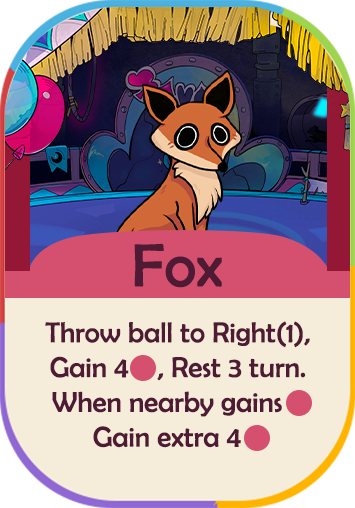 Fox
Throw ball to Right(1),
Gain 4, Rest 3 turn.
When nearby gains
Gain extra 4